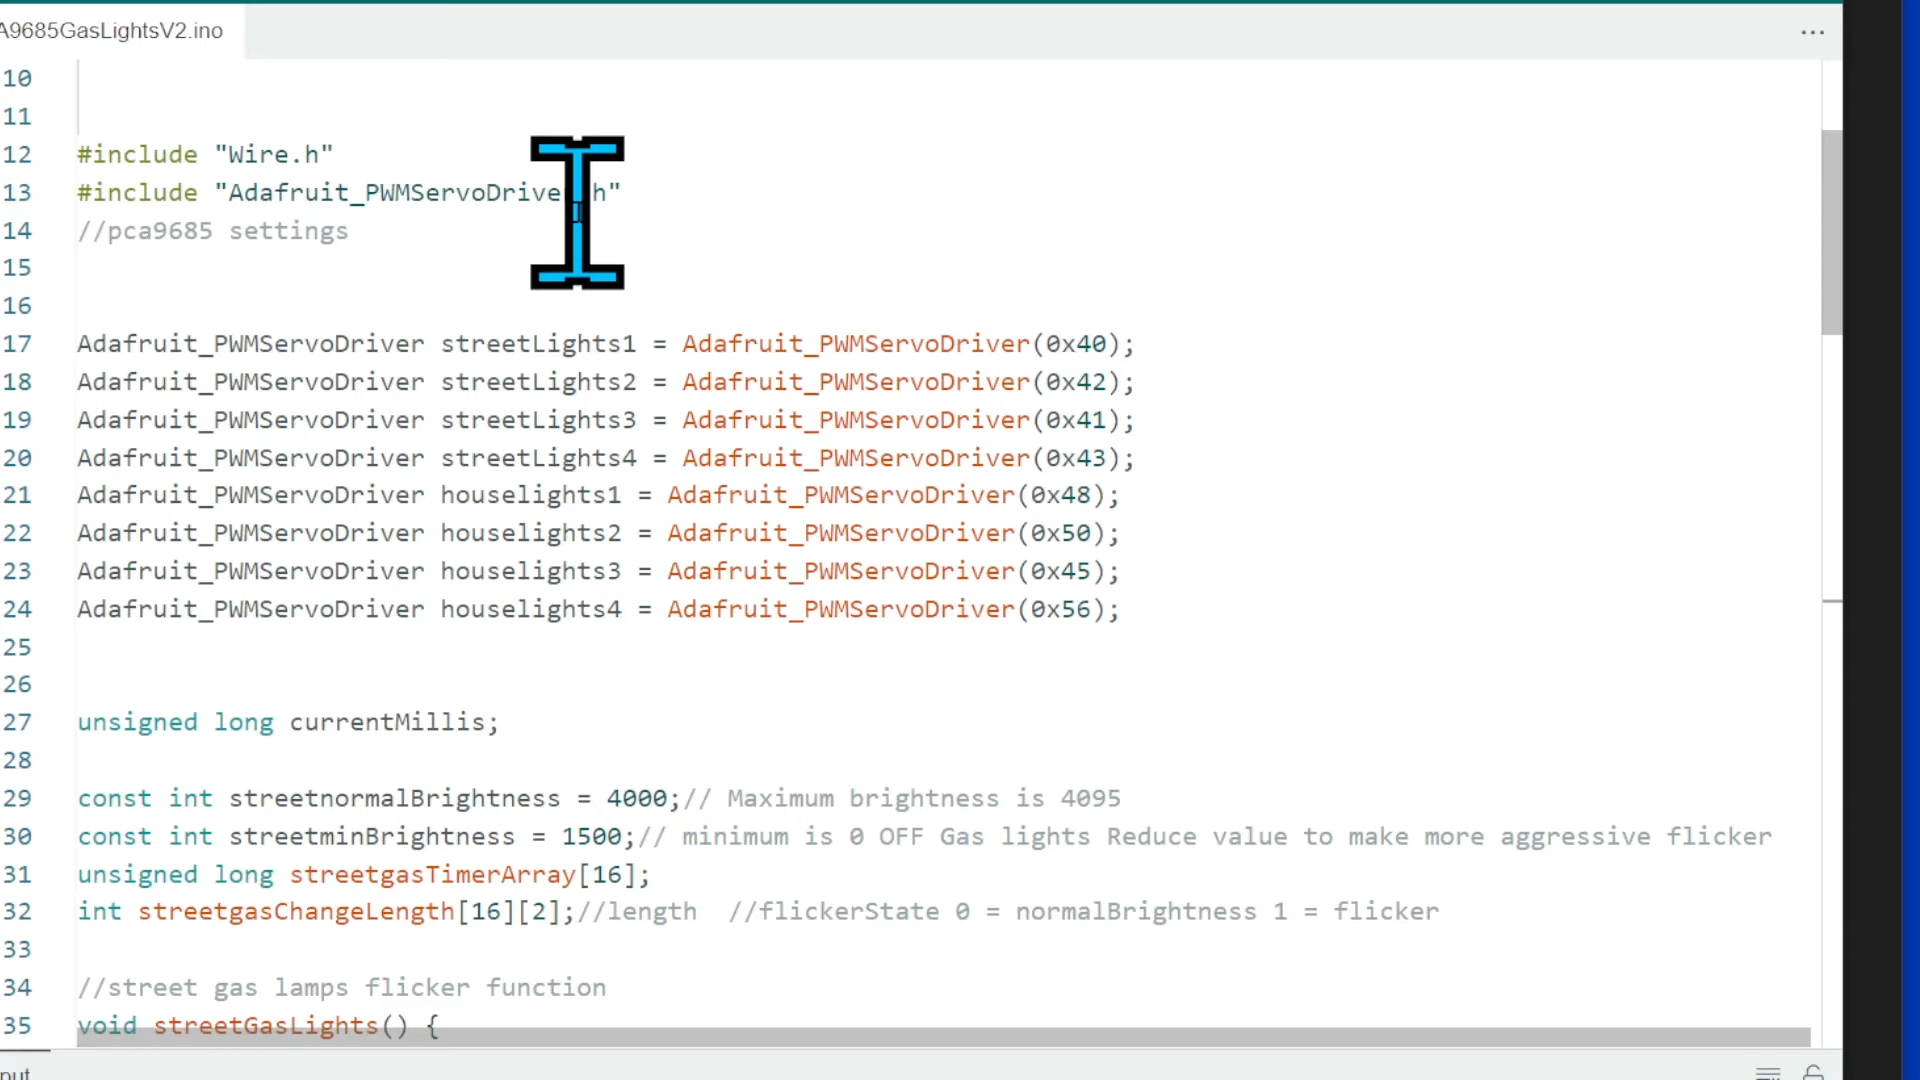 A9685GasLightsV2.ino
10
11
12 #include "Wire.h"
13 #include "Adafruit_PWMServoDriver.h"
14 //pca9685 settings
15
16
17 Adafruit_PWMServoDriver streetLights1 = Adafruit_PWMServoDriver(0x40);
18 Adafruit_PWMServoDriver streetLights2 = Adafruit_PWMServoDriver(0x42);
19 Adafruit_PWMServoDriver streetLights3 = Adafruit_PWMServoDriver(0x41);
20 Adafruit_PWMServoDriver streetLights4 = Adafruit_PWMServoDriver(0x43);
21 Adafruit_PWMServoDriver houselights1 = Adafruit_PWMServoDriver(0x48);
22 Adafruit_PWMServoDriver houselights2 = Adafruit_PWMServoDriver(0x50);
23 Adafruit_PWMServoDriver houselights3 = Adafruit_PWMServoDriver(0x45);
24 Adafruit_PWMServoDriver houselights4 = Adafruit_PWMServoDriver(0x56);
25
26
27 unsigned long currentMillis;
28
29 const int streetnormalBrightness = 4000;// Maximum brightness is 4095
30 const int streetminBrightness = 1500;// minimum is 0 OFF Gas lights Reduce value to make more aggressive flicker
31 unsigned long streetgasTimerArray[16];
32 int streetgasChangeLength[16][2];//length //flickerState 0 = normalBrightness 1 = flicker
33
34 //street gas lamps flicker function
35 void streetGasLights() {